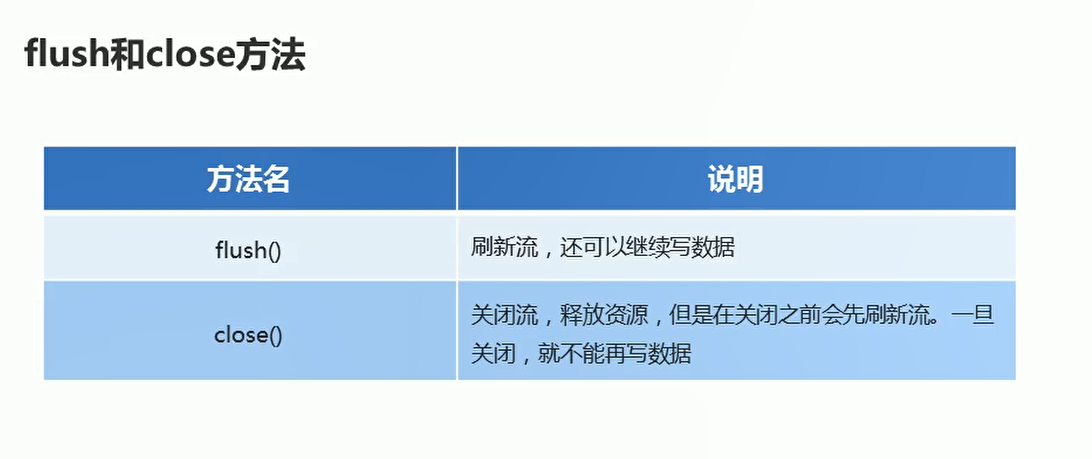 flush和close方法
方法名
说明
flush()
刷新流，还可以继续写数据
close()
关闭流，释放资源，但是在关闭之前会先刷新流。一旦
关闭，就不能再写数据